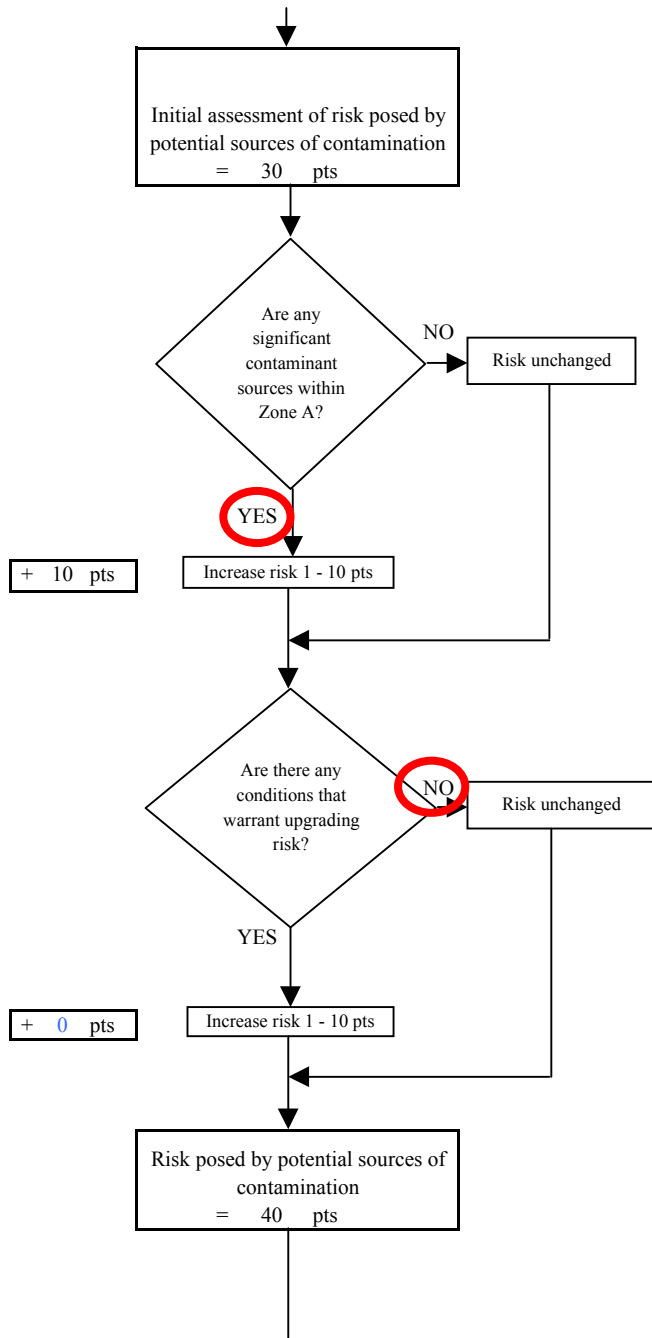 Initial assessment of risk posed by
potential sources of contamination
= 30 pts
Are any
significant
contaminant
sources within
Zone A?
NO
Risk unchanged
YES
+ 10 pts
Increase risk 1 - 10 pts
Are there any
conditions that
warrant upgrading
risk?
NO
Risk unchanged
YES
+ 0 pts
Increase risk 1 - 10 pts
Risk posed by potential sources of
contamination
= 40 pts